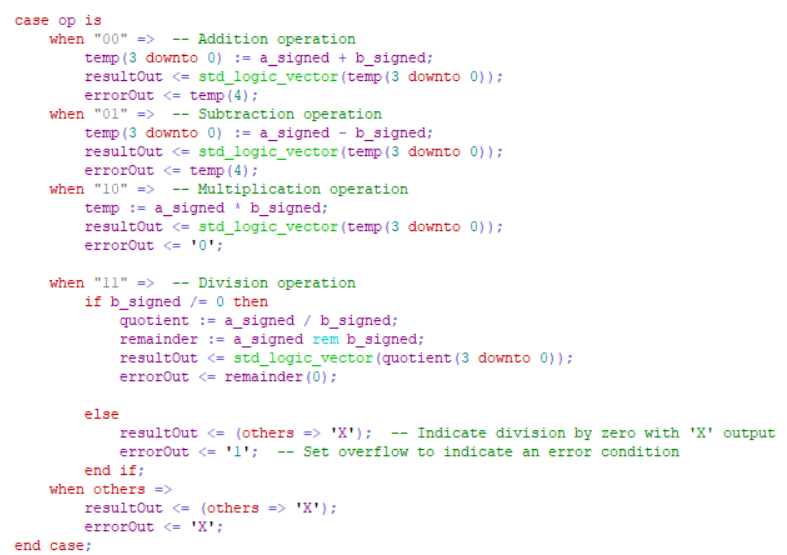 case op is
    when "00" =>  -- Addition operation
        temp(3 downto 0) := a_signed + b_signed;
        resultOut <= std_logic_vector(temp(3 downto 0));
        errorOut <= temp(4);
    when "01" =>  -- Subtraction operation
        temp(3 downto 0) := a_signed - b_signed;
        resultOut <= std_logic_vector(temp(3 downto 0));
        errorOut <= temp(4);
    when "10" =>  -- Multiplication operation
        temp := a_signed * b_signed;
        resultOut <= std_logic_vector(temp(3 downto 0));
        errorOut <= '0';

    when "11" =>  -- Division operation
        if b_signed /= 0 then
            quotient := a_signed / b_signed;
            remainder := a_signed rem b_signed;
            resultOut <= std_logic_vector(quotient(3 downto 0));
            errorOut <= remainder(0);

        else
            resultOut <= (others => 'X');  -- Indicate division by zero with 'X' output
            errorOut <= '1';  -- Set overflow to indicate an error condition
        end if;
    when others =>
        resultOut <= (others => 'X');
        errorOut <= 'X';
end case;